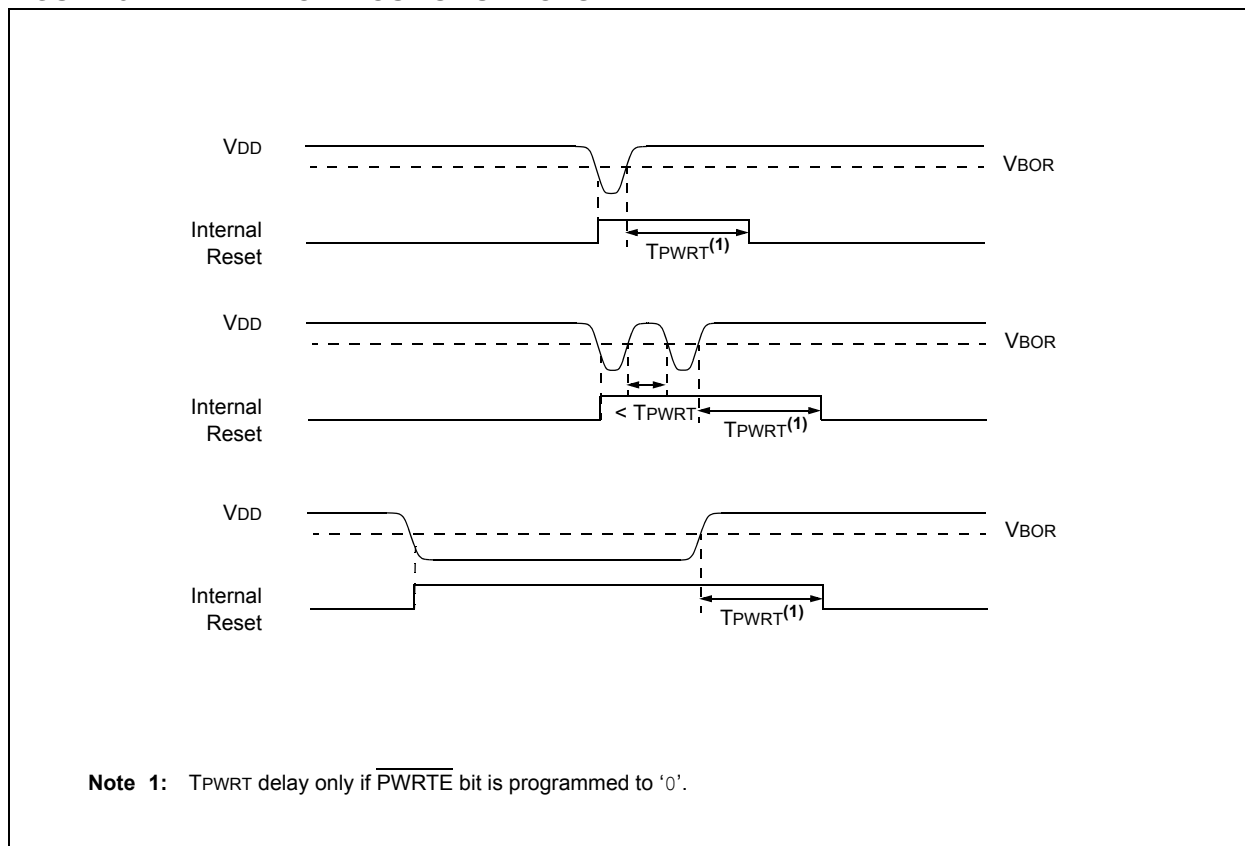 VDD
VBOR
Internal
Reset
TPWRT(1)
VDD
VBOR
Internal
Reset
< TPWRT
TPWRT(1)
VDD
VBOR
Internal
Reset
TPWRT(1)
Note 1: TPWRT delay only if PWRTE bit is programmed to ‘0’.